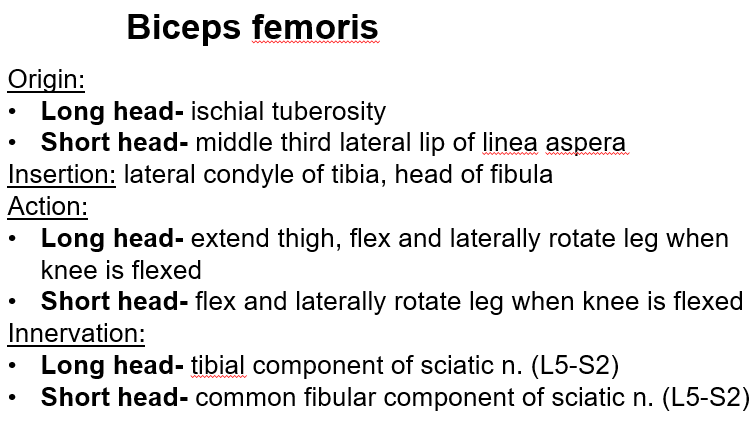 Biceps femoris
Origin:
• Long head- ischial tuberosity
• Short head- middle third lateral lip of linea aspera
Insertion: lateral condyle of tibia, head of fibula
Action:
• Long head- extend thigh, flex and laterally rotate leg when
knee is flexed
• Short head- flex and laterally rotate leg when knee is flexed
Innervation:
• Long head- tibial component of sciatic n. (L5-S2)
• Short head- common fibular component of sciatic n. (L5-S2)